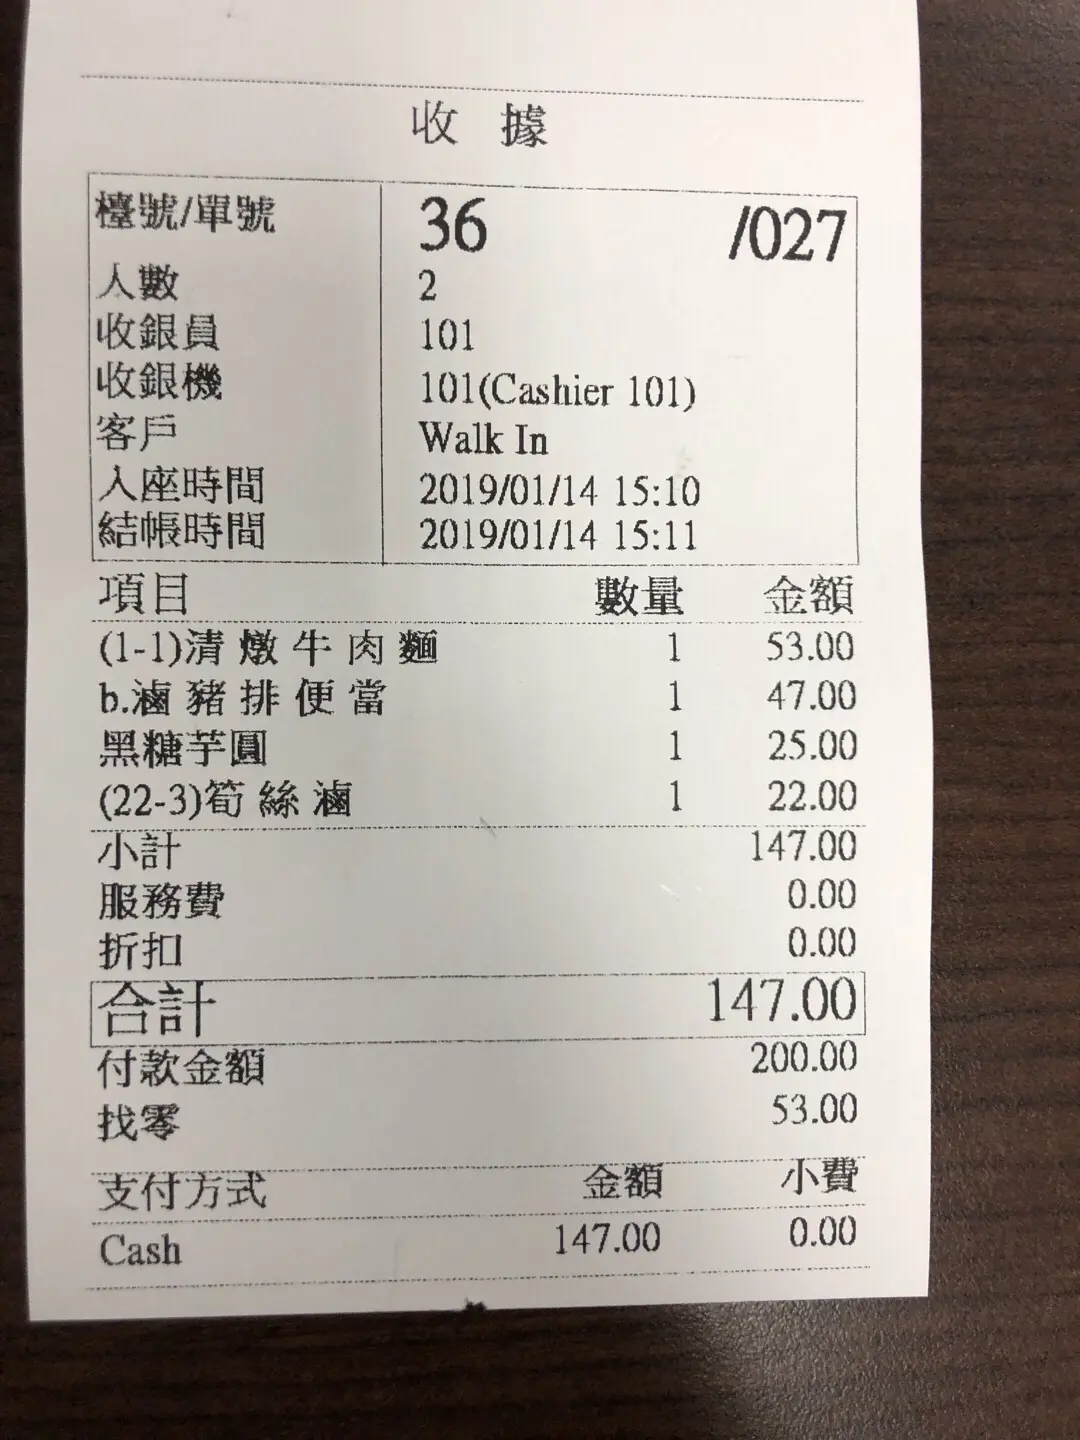 收 據
檯號/單號 36 /027
人數 2
收銀員 101
收銀機 101(Cashier 101)
客戶 Walk In
入座時間 2019/01/14 15:10
結帳時間 2019/01/14 15:11
項目 數量 金額
(1-1)清 燉 牛 肉 麵 1 53.00
b.滷 豬 排 便 當 1 47.00
黑糖芋圓 1 25.00
(22-3)筍 絲 滷 1 22.00
小計 147.00
服務費 0.00
折扣 0.00
合計 147.00
付款金額 200.00
找零 53.00
支付方式 金額 小費
Cash 147.00 0.00